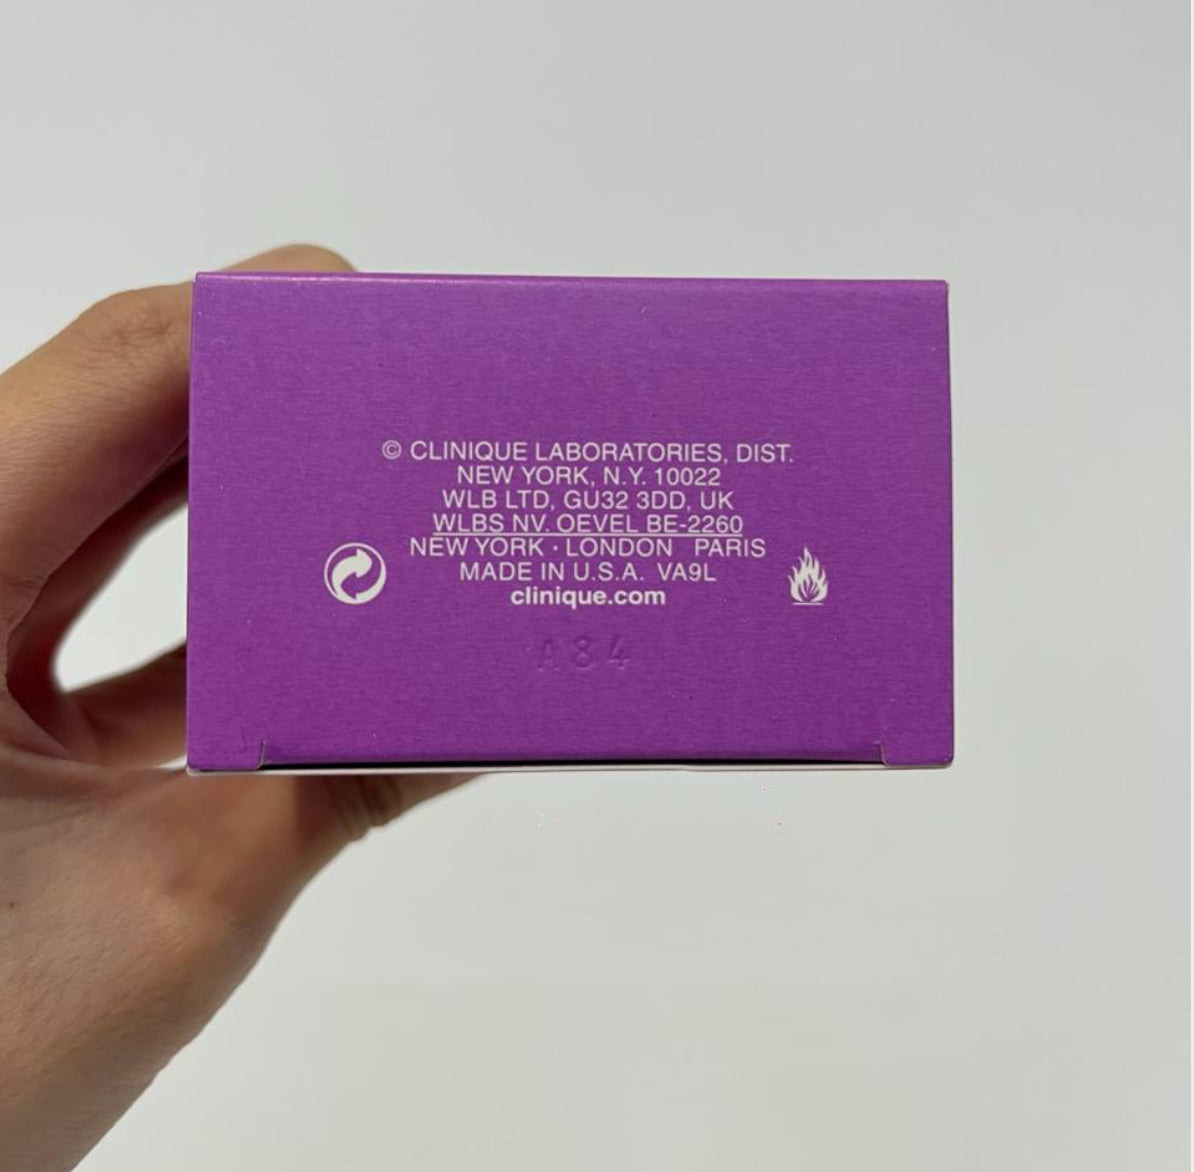 © CLINIQUE LABORATORIES, DIST.
NEW YORK, N.Y. 10022
WLB LTD, GU32 3DD, UK
WLBS NV. OEVEL BE-2260
NEW YORK · LONDON PARIS
MADE IN U.S.A. VA9L
clinique.com
A84